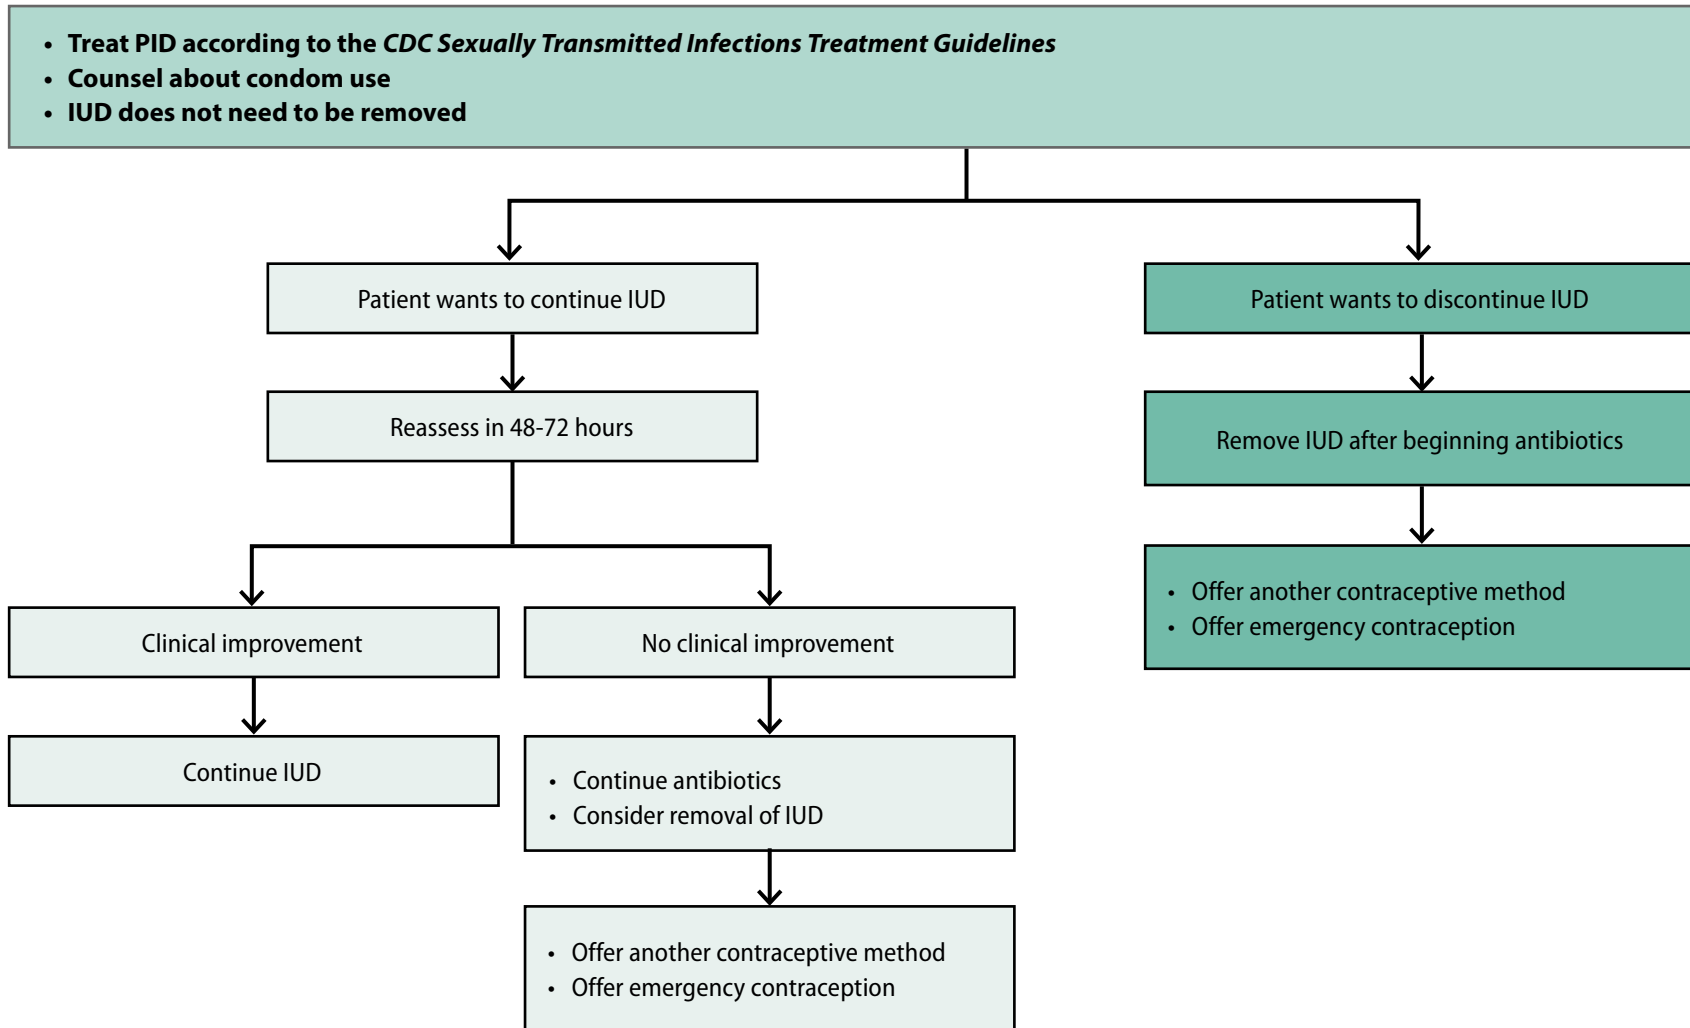 • Treat PID according to the CDC Sexually Transmitted Infections Treatment Guidelines
• Counsel about condom use
• IUD does not need to be removed
Patient wants to continue IUD
Patient wants to discontinue IUD
Reassess in 48-72 hours
Remove IUD after beginning antibiotics
• Offer another contraceptive method
• Offer emergency contraception
Clinical improvement
No clinical improvement
Continue IUD
• Continue antibiotics
• Consider removal of IUD
• Offer another contraceptive method
• Offer emergency contraception